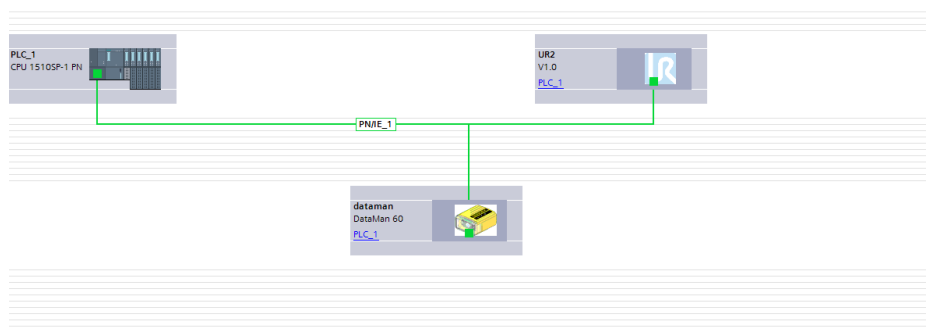 PLC_1
CPU 1510SP-1 PN
UR2
V1.0
PLC_1
PN/IE_1
dataman
DataMan 60
PLC_1